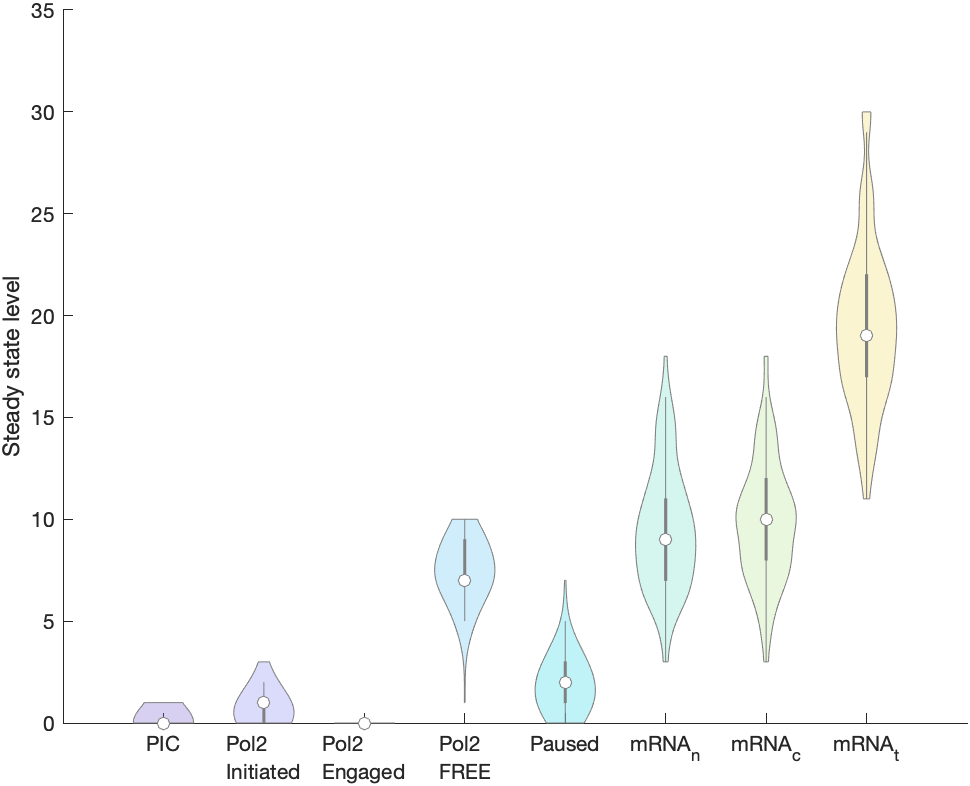 35
30
25
20
15
10
5
0
Steady state level
PIC
Pol2
Initiated
Pol2
Engaged
Pol2
FREE
Paused
mRNAn
mRNAc
mRNAt